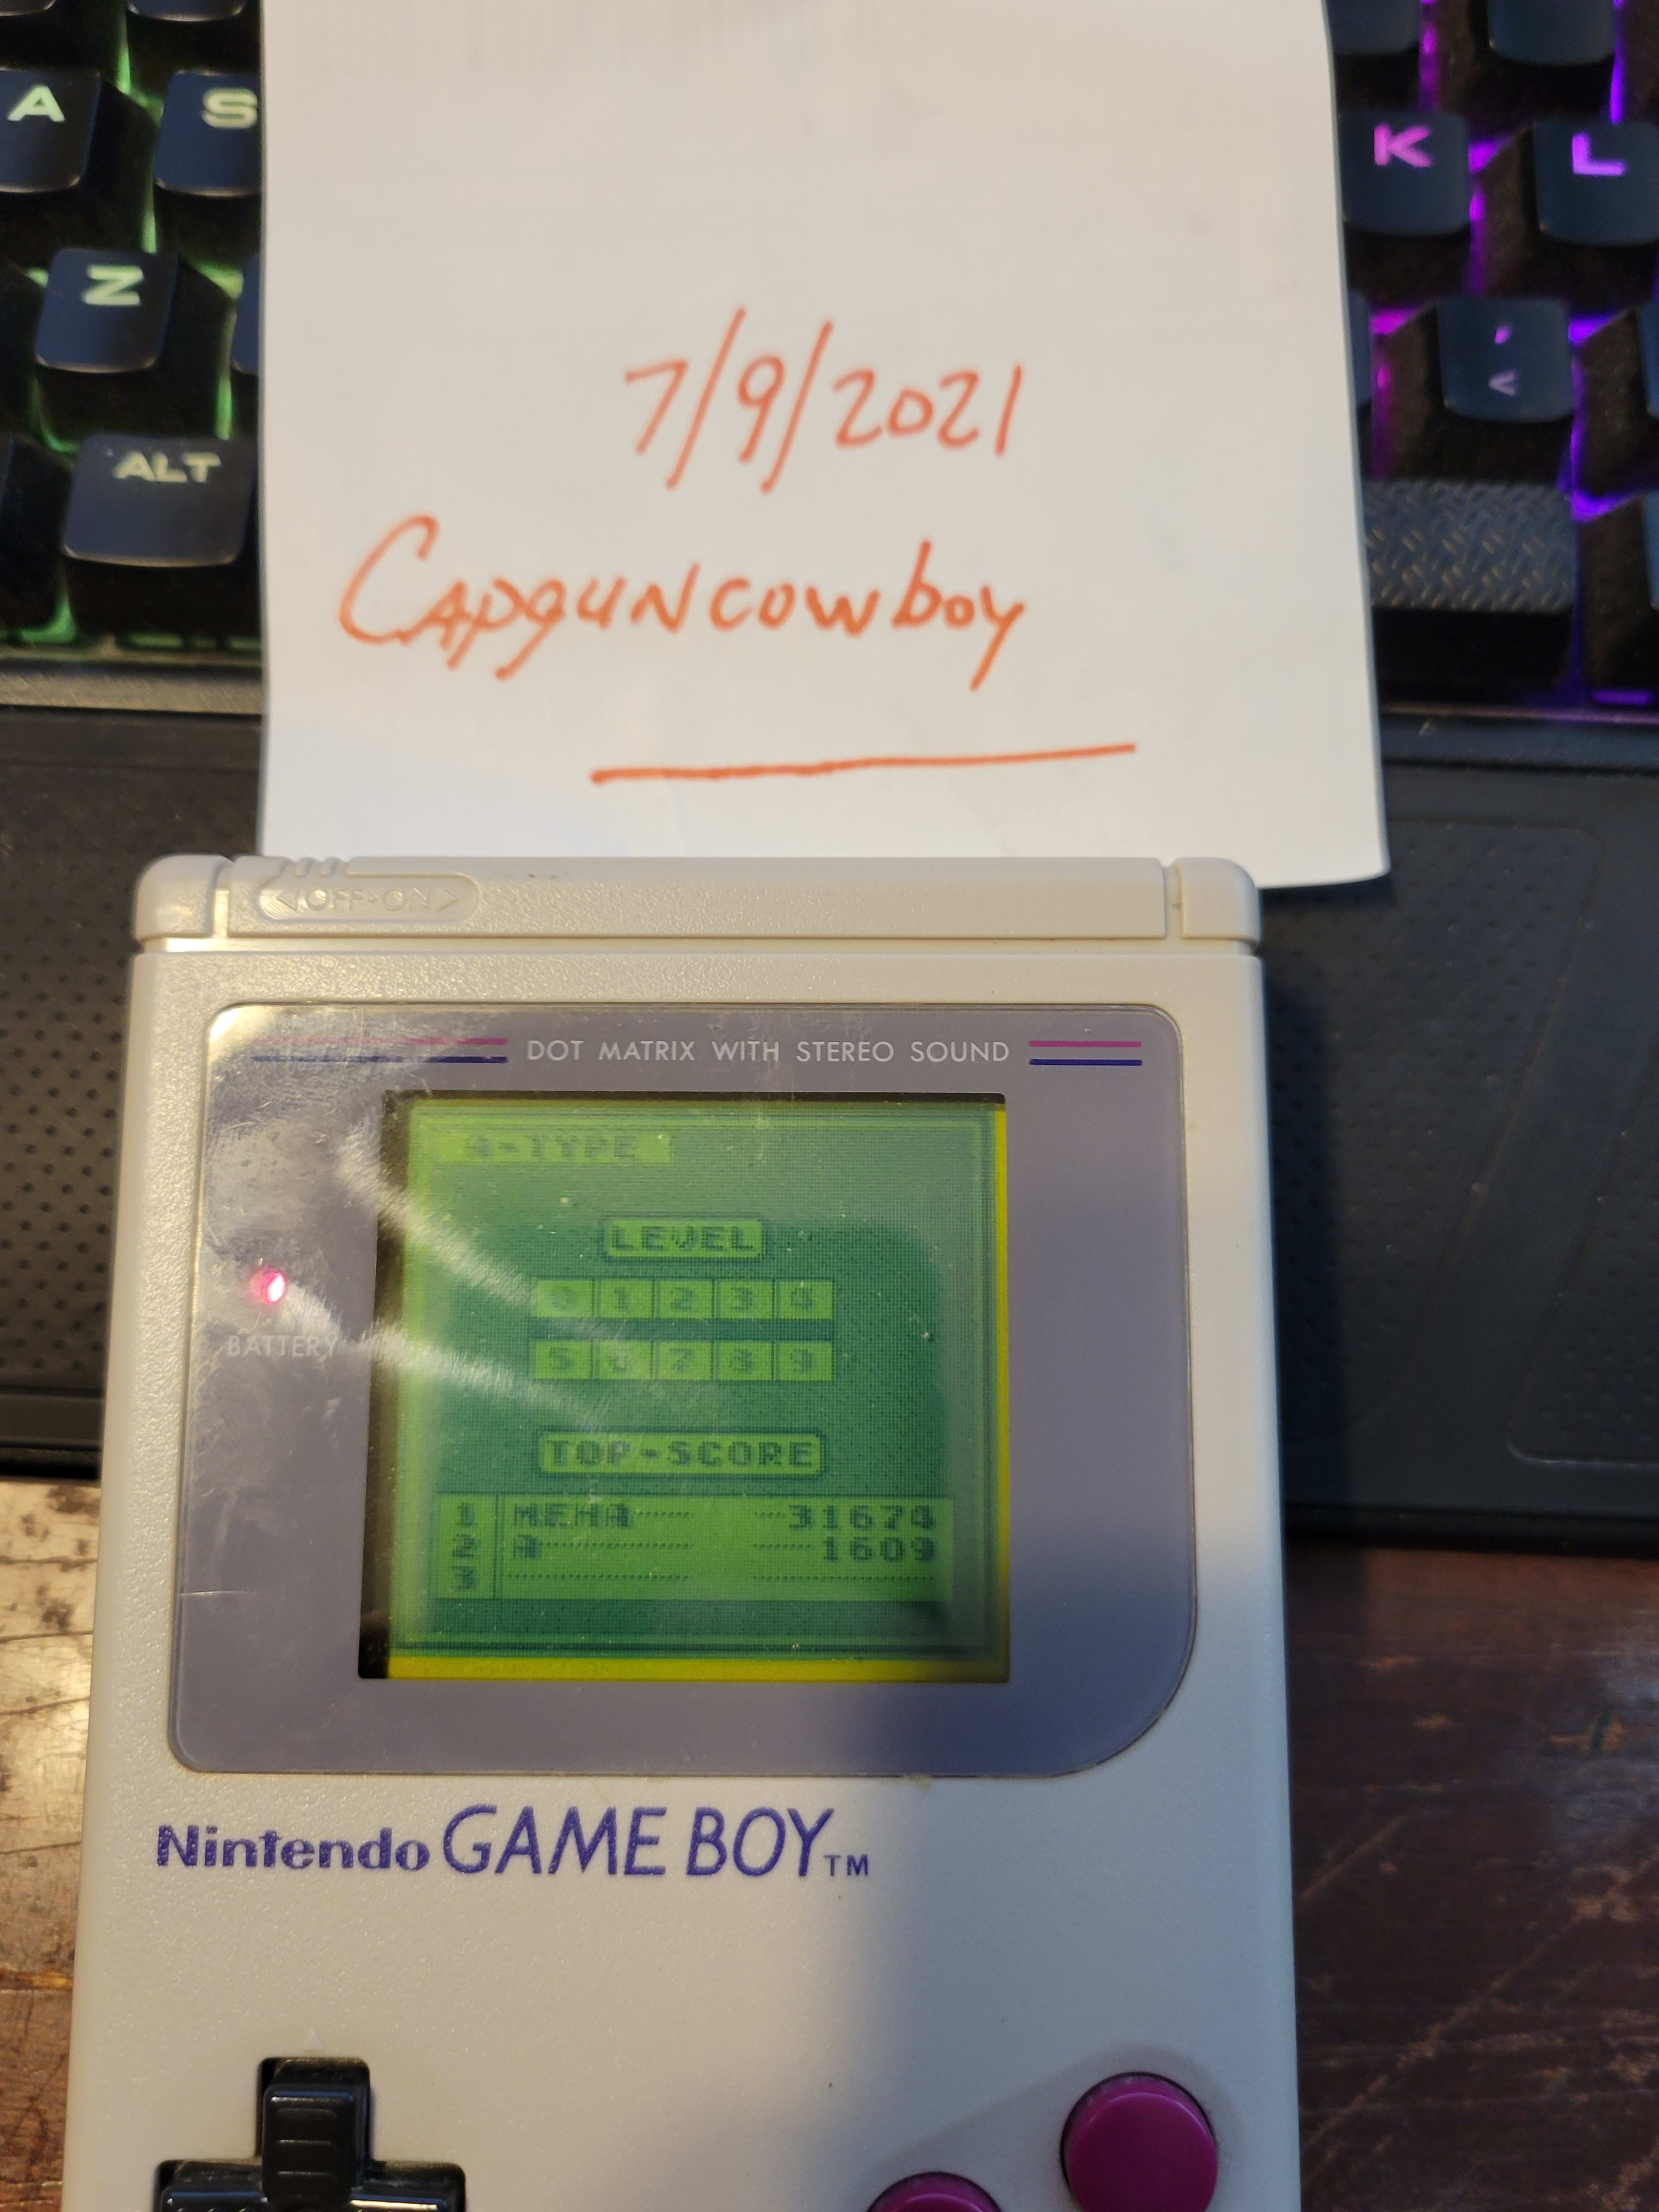 A S K L
Z , <
ALT
7/9/2021
Capguncowboy
◁OFF·ON▷
DOT MATRIX WITH STEREO SOUND
A-TYPE
LEVEL
0 1 2 3 4
BATTERY
5 6 7 8 9
TOP-SCORE
1 MEHA 31674
2 A 1609
3
Nintendo GAME BOY TM